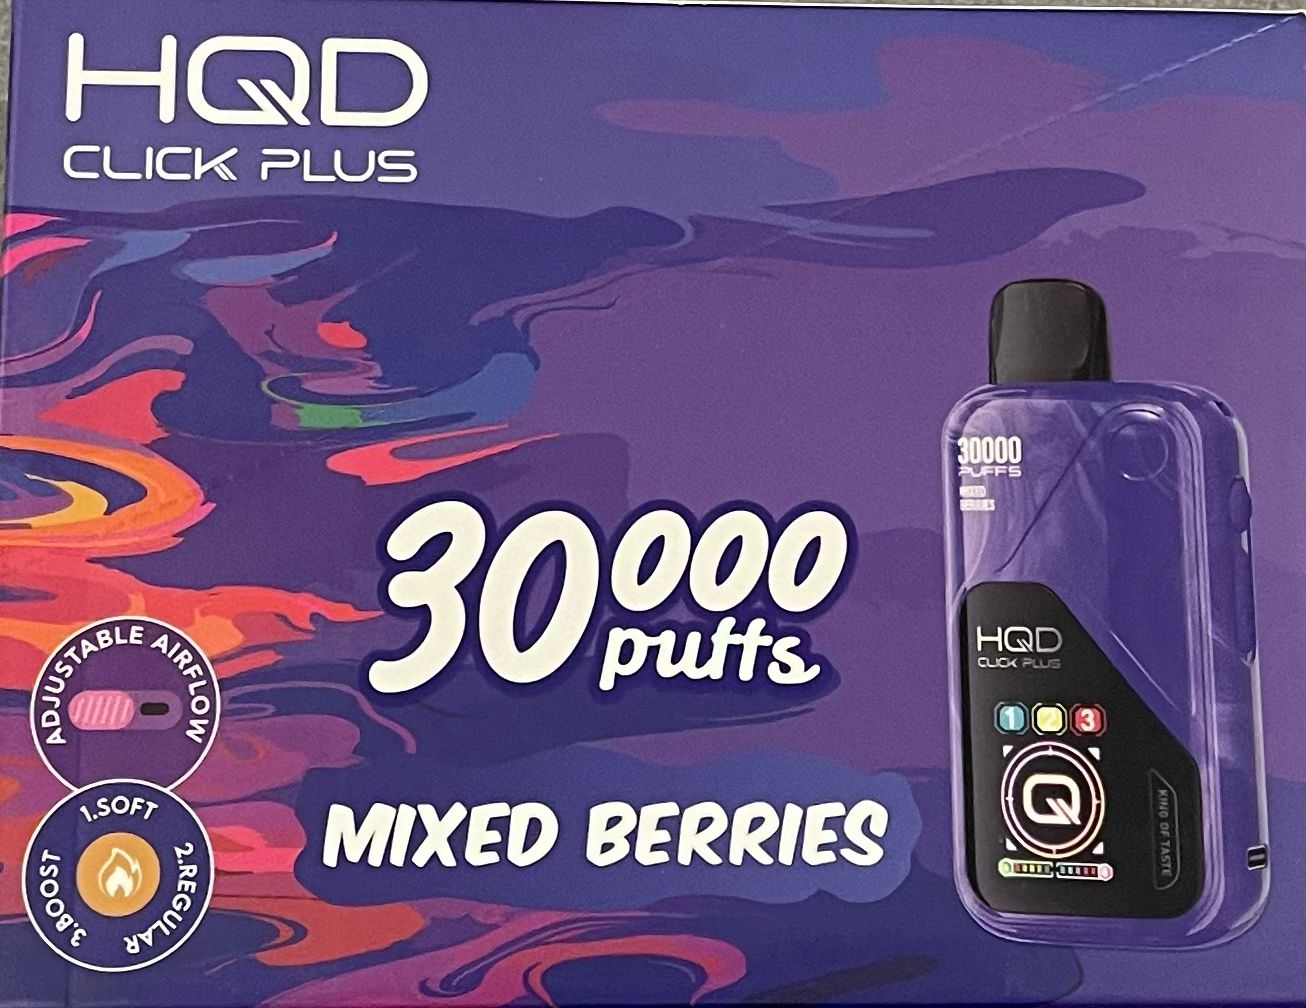 HQD
CLICK PLUS
30000
PUFFS
MIXED
BERRIES
30000
puffs
HQD
CLICK PLUS
ADJUSTABLE AIRFLOW
1 2 3
Q
KING OF TASTE
1.SOFT
2.REGULAR
3.BOOST
MIXED BERRIES